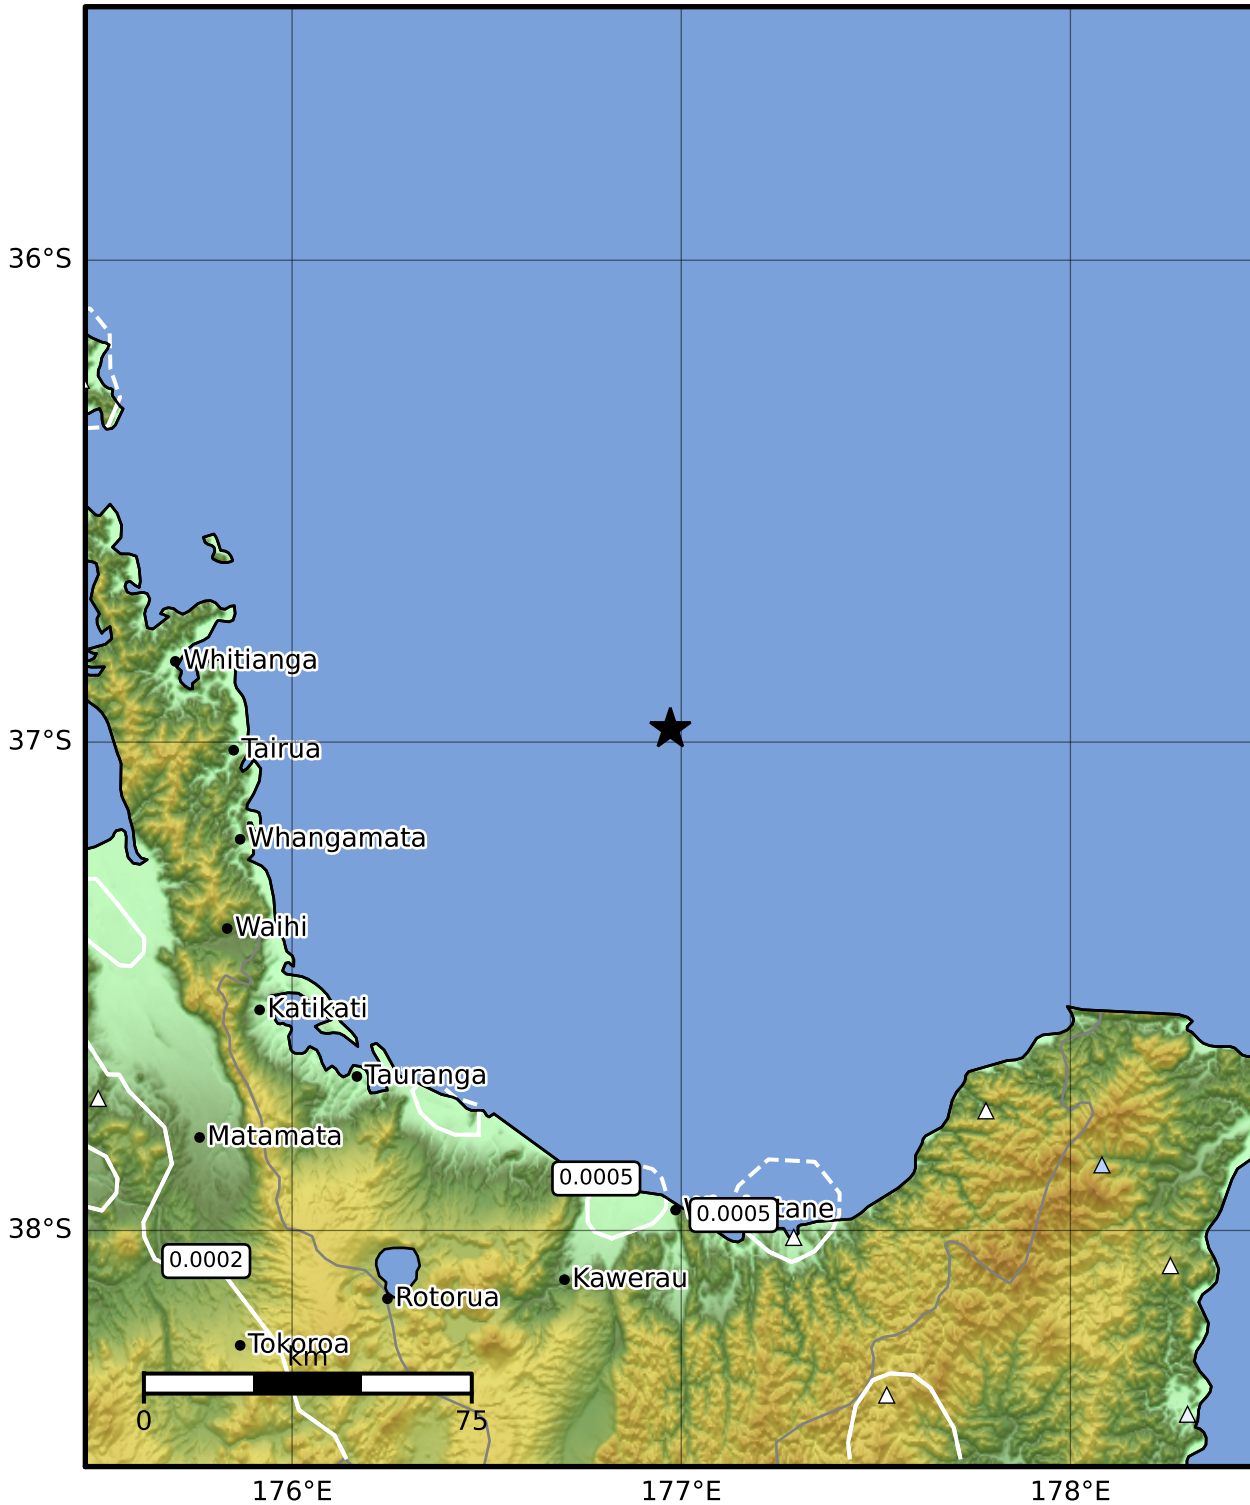 36°S
Whitianga
37°S
Tairua
Whangamata
Waihi
Katikati
Tauranga
Matamata
0.0005
0.0005
tane
38°S
0.0002
Kawerau
Rotorua
Tokoroa
km
0
75
176°E
177°E
178°E